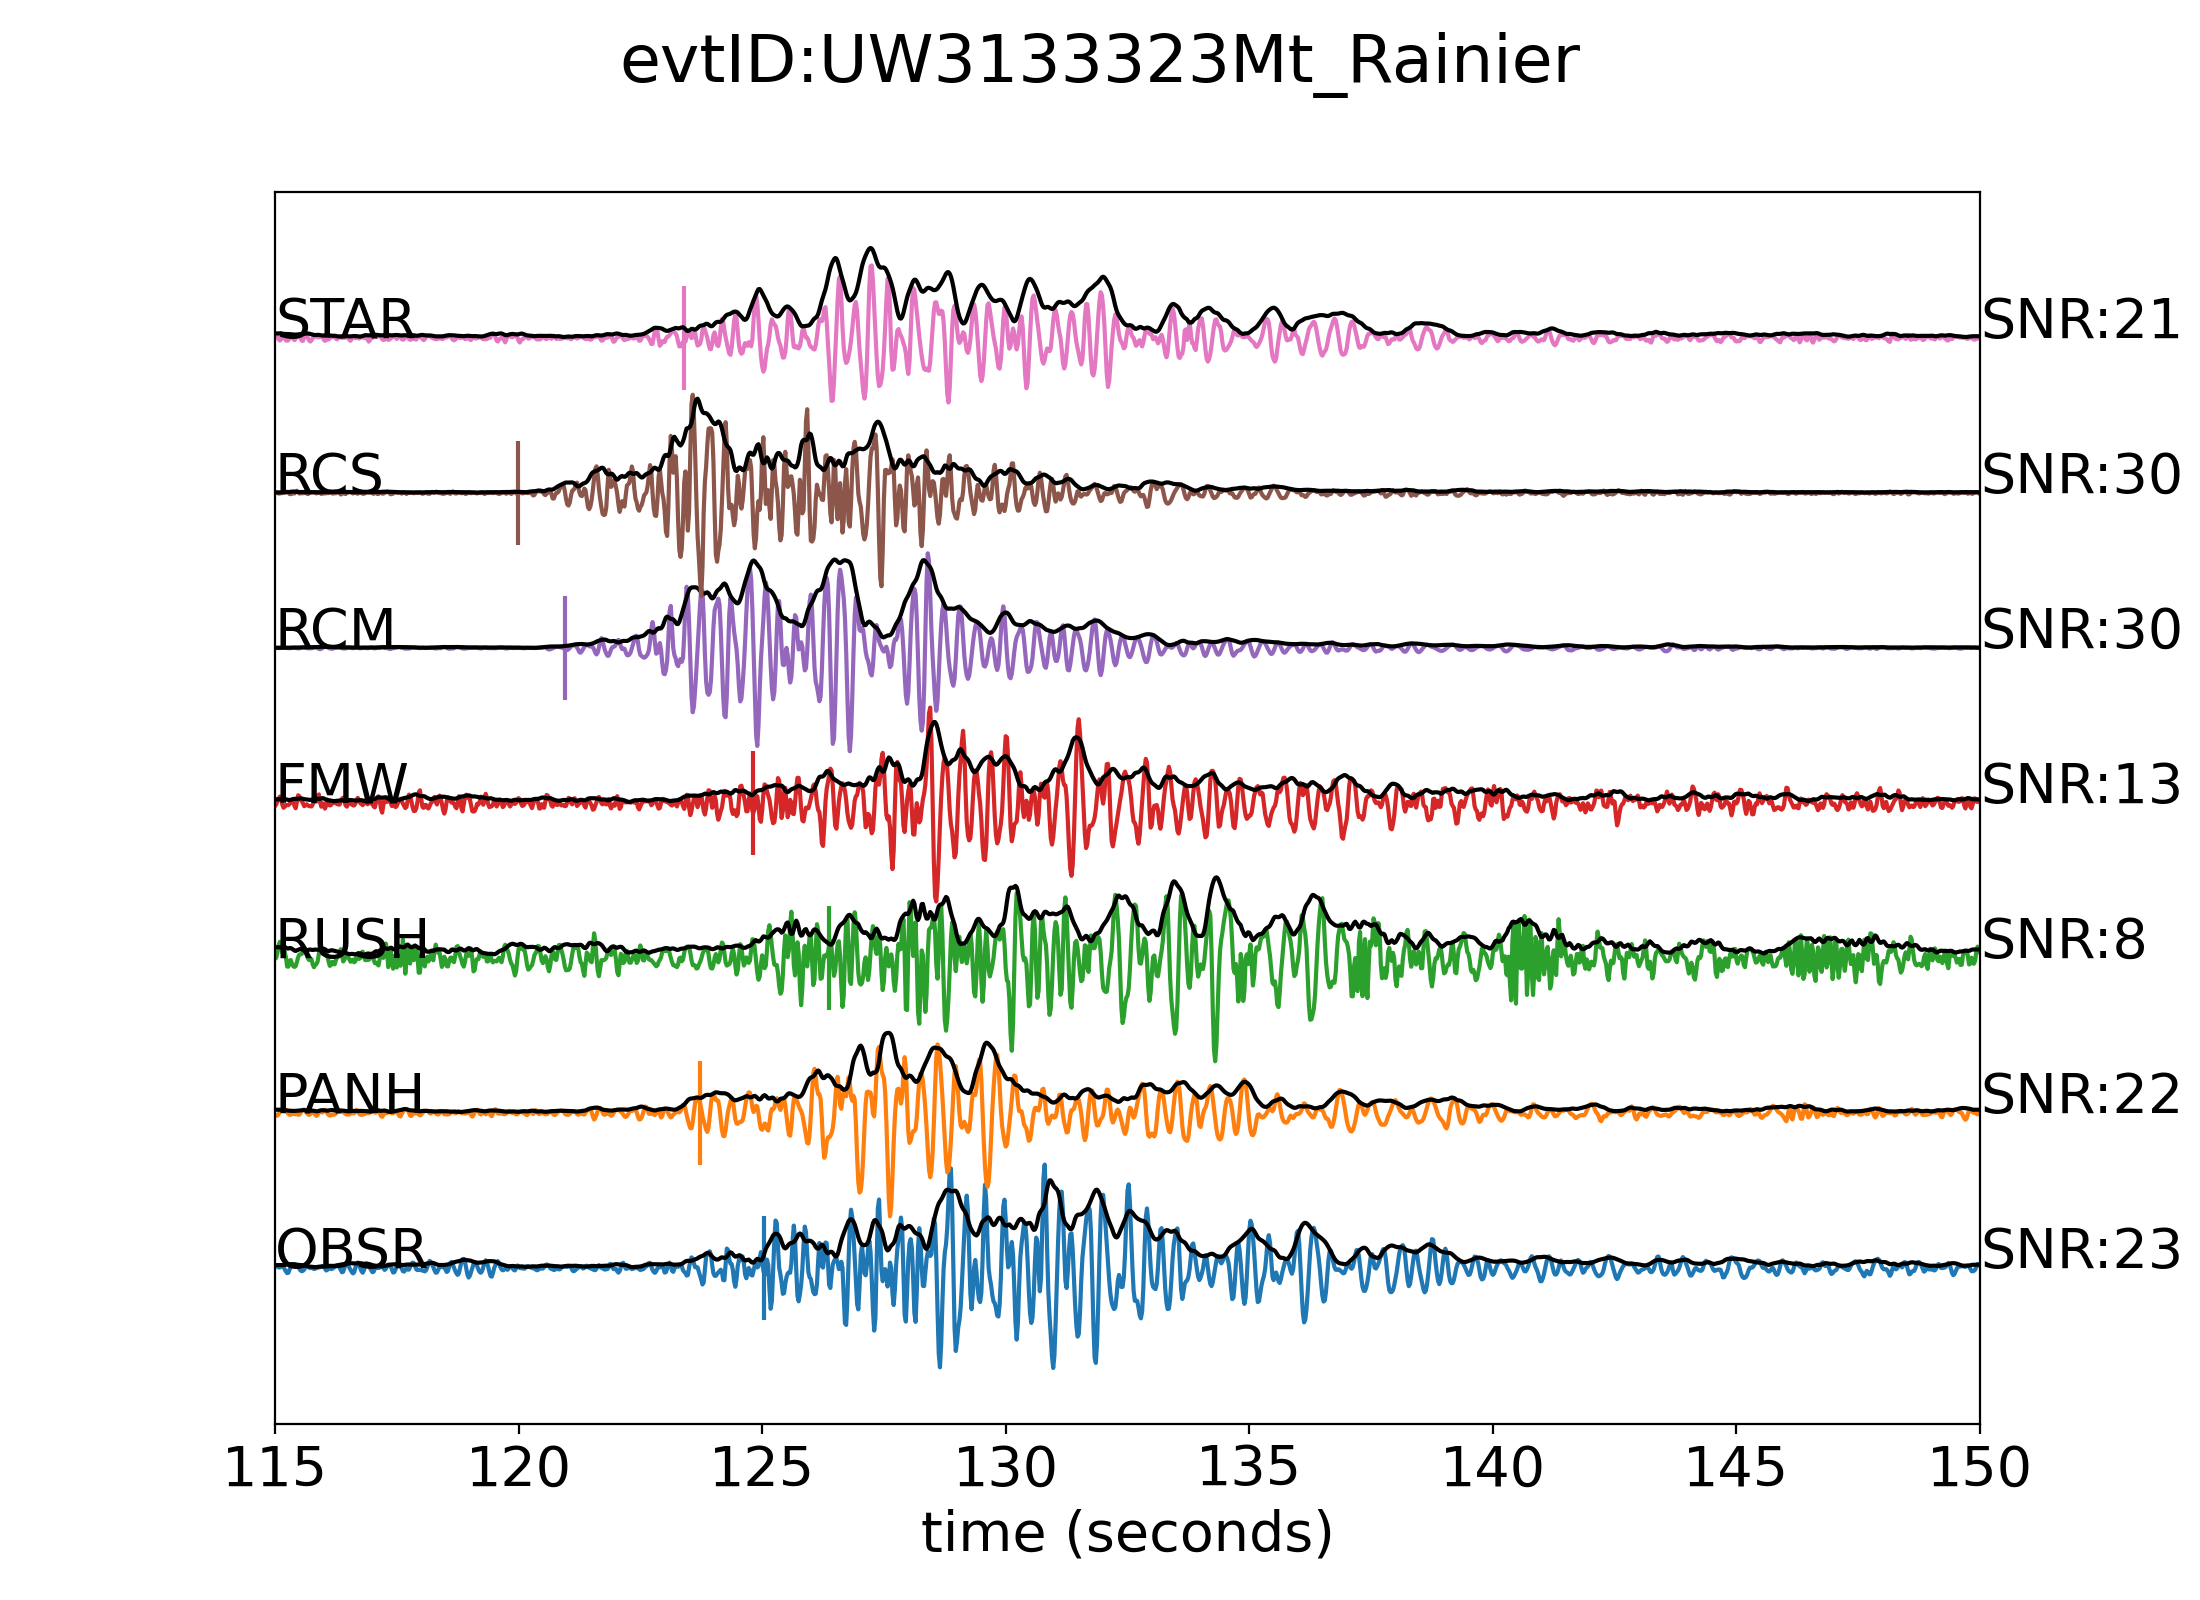 evtID:UW3133323Mt_Rainier
STAR SNR:21
RCS SNR:30
RCM SNR:30
FMW SNR:13
RUSH SNR:8
PANH SNR:22
OBSR SNR:23
115 120 125 130 135 140 145 150
time (seconds)